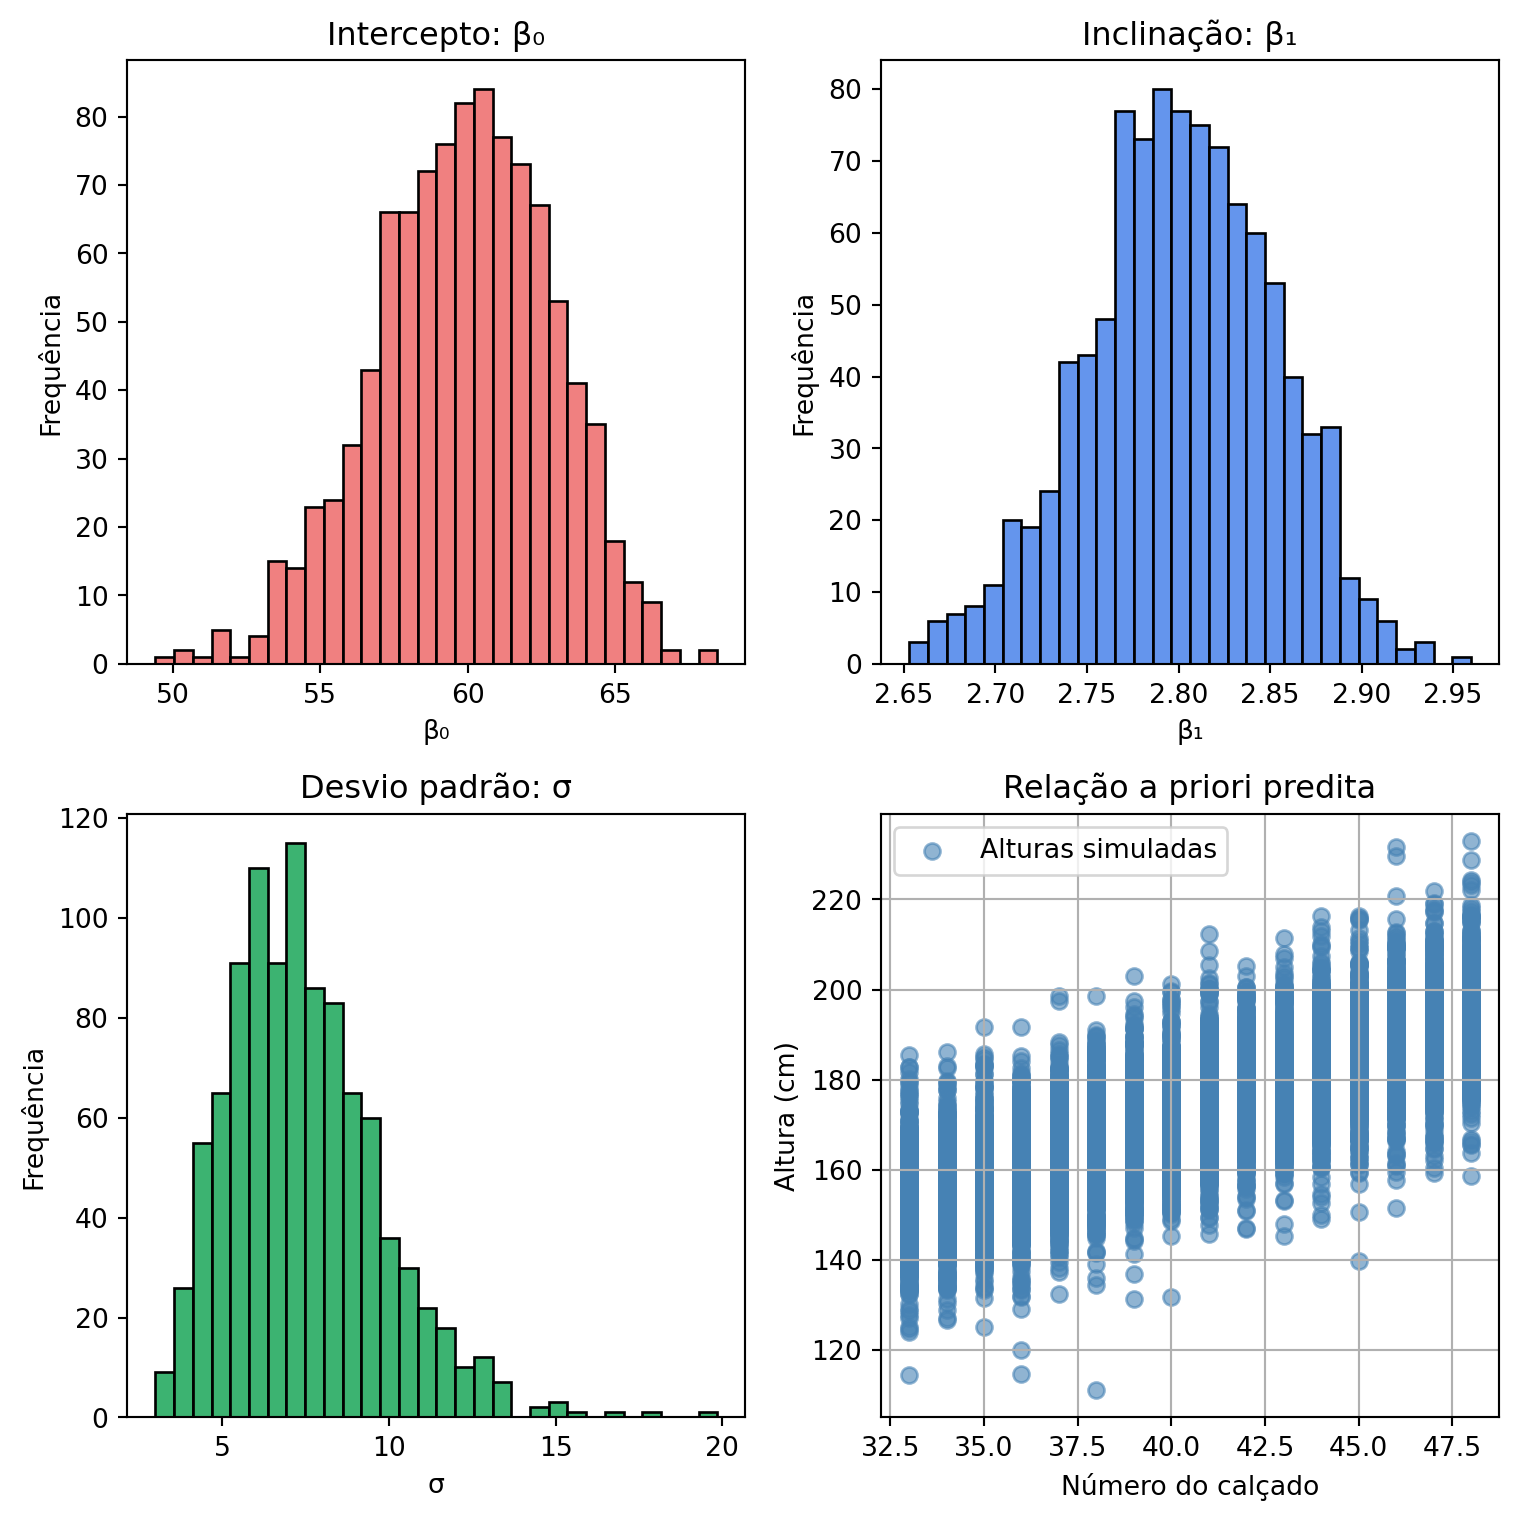 Intercepto: β₀
Frequência
80
70
60
50
40
30
20
10
0
50 55 60 65
β₀
Inclinação: β₁
Frequência
80
70
60
50
40
30
20
10
0
2.65 2.70 2.75 2.80 2.85 2.90 2.95
β₁
Desvio padrão: σ
Frequência
120
100
80
60
40
20
0
5 10 15 20
σ
Relação a priori predita
Alturas simuladas
Altura (cm)
220
200
180
160
140
120
32.5 35.0 37.5 40.0 42.5 45.0 47.5
Número do calçado